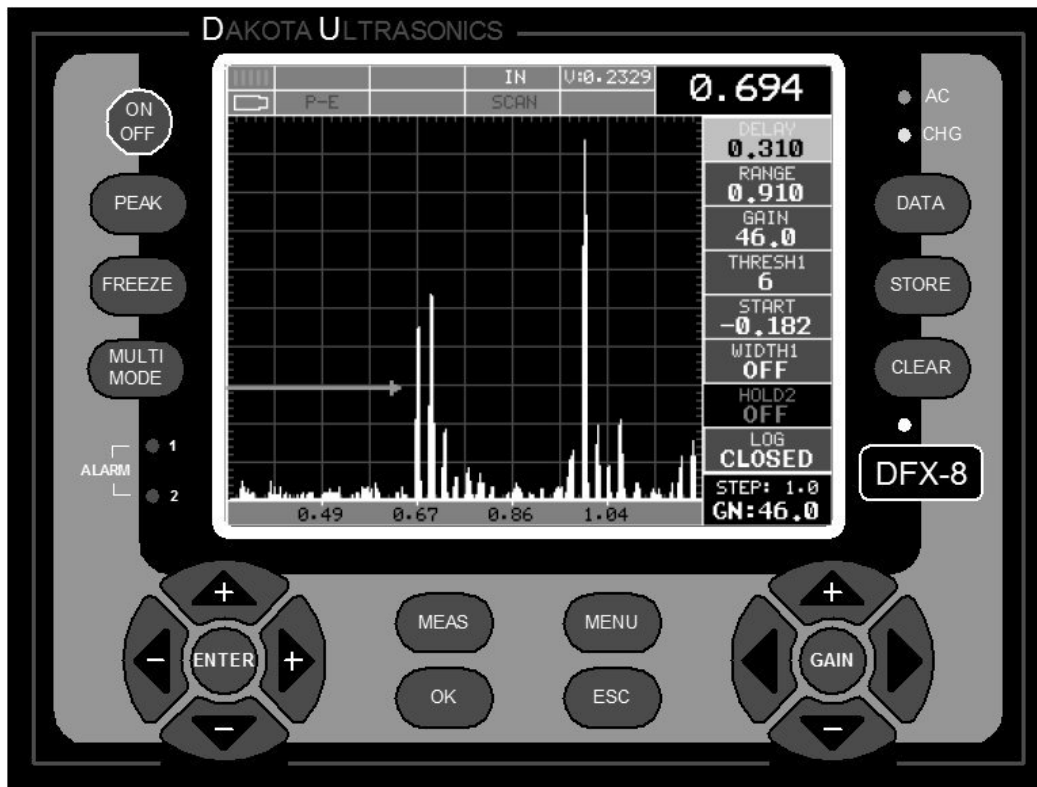 DAKOTA ULTRASONICS
ON
OFF
PEAK
FREEZE
MULTI
MODE
ALARM
1
2
IN V:0.2329
P-E SCAN
0.694
DELAY
0.310
RANGE
0.910
GAIN
46.0
THRESH1
6
START
-0.182
WIDTH1
OFF
HOLD2
OFF
LOG
CLOSED
STEP: 1.0
GN:46.0
0.49 0.67 0.86 1.04
AC
CHG
DATA
STORE
CLEAR
DFX-8
+
- ENTER +
-
MEAS
MENU
OK
ESC
+
GAIN
-